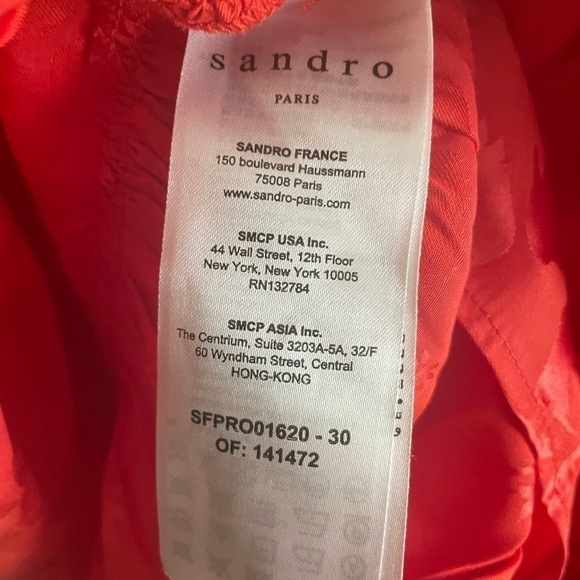 sandro
PARIS
SANDRO FRANCE
150 boulevard Haussmann
75008 Paris
www.sandro-paris.com
SMCP USA Inc.
44 Wall Street, 12th Floor
New York, New York 10005
RN132784
SMCP ASIA Inc.
The Centrium, Suite 3203A-5A, 32/F
60 Wyndham Street, Central
HONG-KONG
SFPRO01620 - 30
OF: 141472